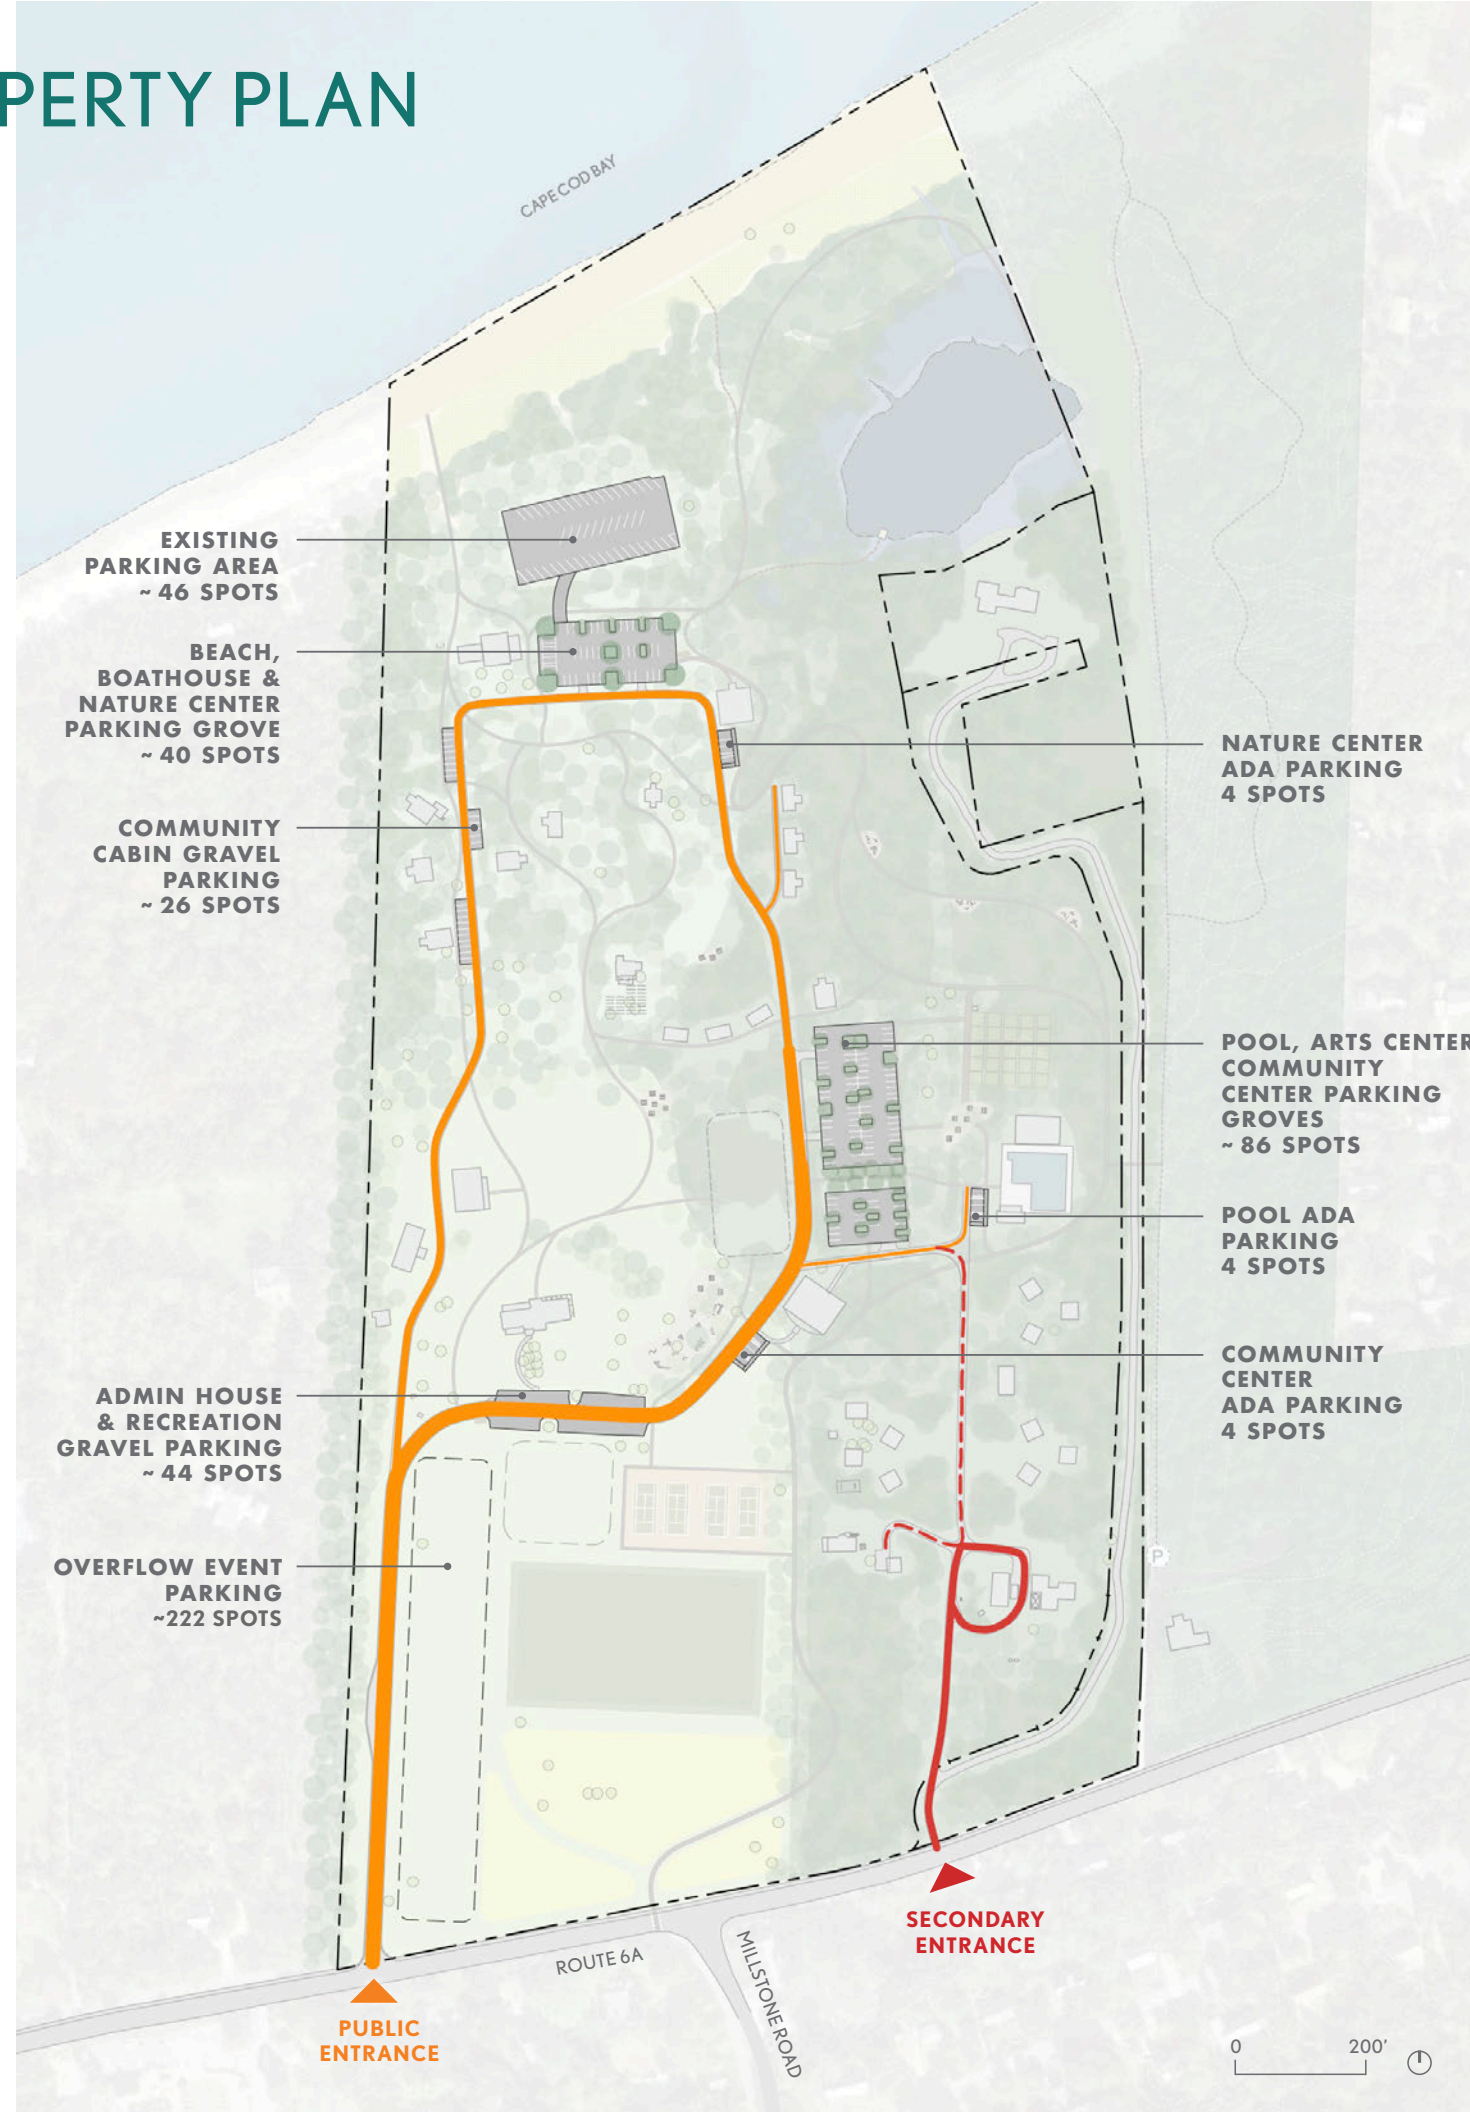 PERTY PLAN
CAPE COD BAY
EXISTING
PARKING AREA
~ 46 SPOTS
BEACH,
BOATHOUSE &
NATURE CENTER
PARKING GROVE
~ 40 SPOTS
NATURE CENTER
ADA PARKING
4 SPOTS
COMMUNITY
CABIN GRAVEL
PARKING
~ 26 SPOTS
POOL, ARTS CENTER
COMMUNITY
CENTER PARKING
GROVES
~ 86 SPOTS
POOL ADA
PARKING
4 SPOTS
COMMUNITY
CENTER
ADA PARKING
4 SPOTS
ADMIN HOUSE
& RECREATION
GRAVEL PARKING
~ 44 SPOTS
OVERFLOW EVENT
PARKING
~222 SPOTS
P
SECONDARY
ENTRANCE
ROUTE 6A
MILLSTONE ROAD
PUBLIC
ENTRANCE
0 200'